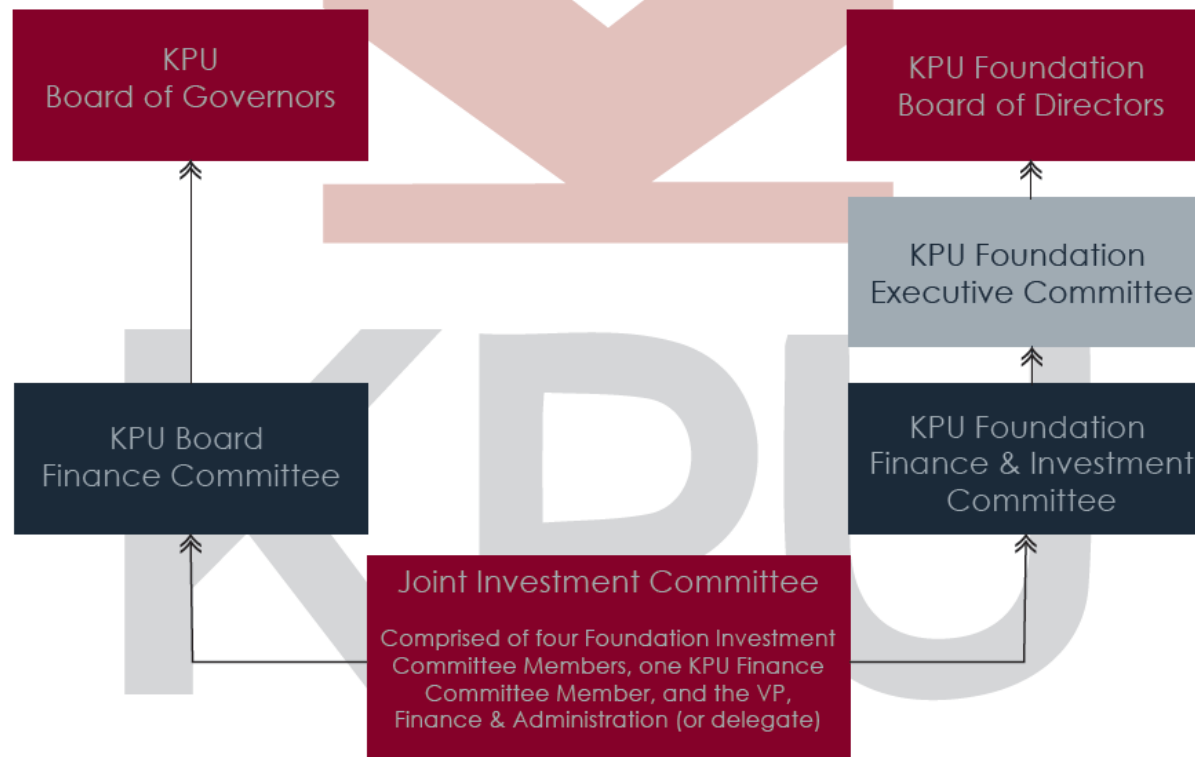 KPU
Board of Governors
KPU Foundation
Board of Directors
KPU Foundation
Executive Committee
KPU Board
Finance Committee
KPU Foundation
Finance & Investment
Committee
Joint Investment Committee
Comprised of four Foundation Investment
Committee Members, one KPU Finance
Committee Member, and the VP,
Finance & Administration (or delegate)
KPU